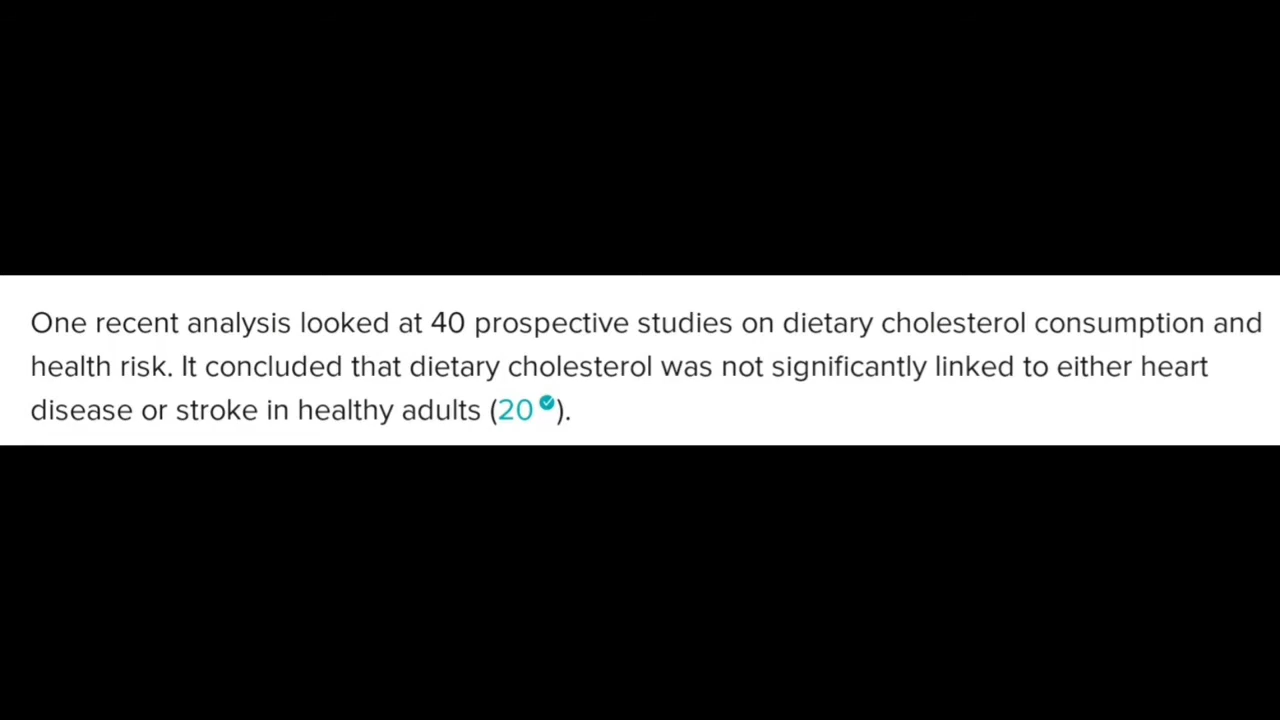 One recent analysis looked at 40 prospective studies on dietary cholesterol consumption and
health risk. It concluded that dietary cholesterol was not significantly linked to either heart
disease or stroke in healthy adults (20).